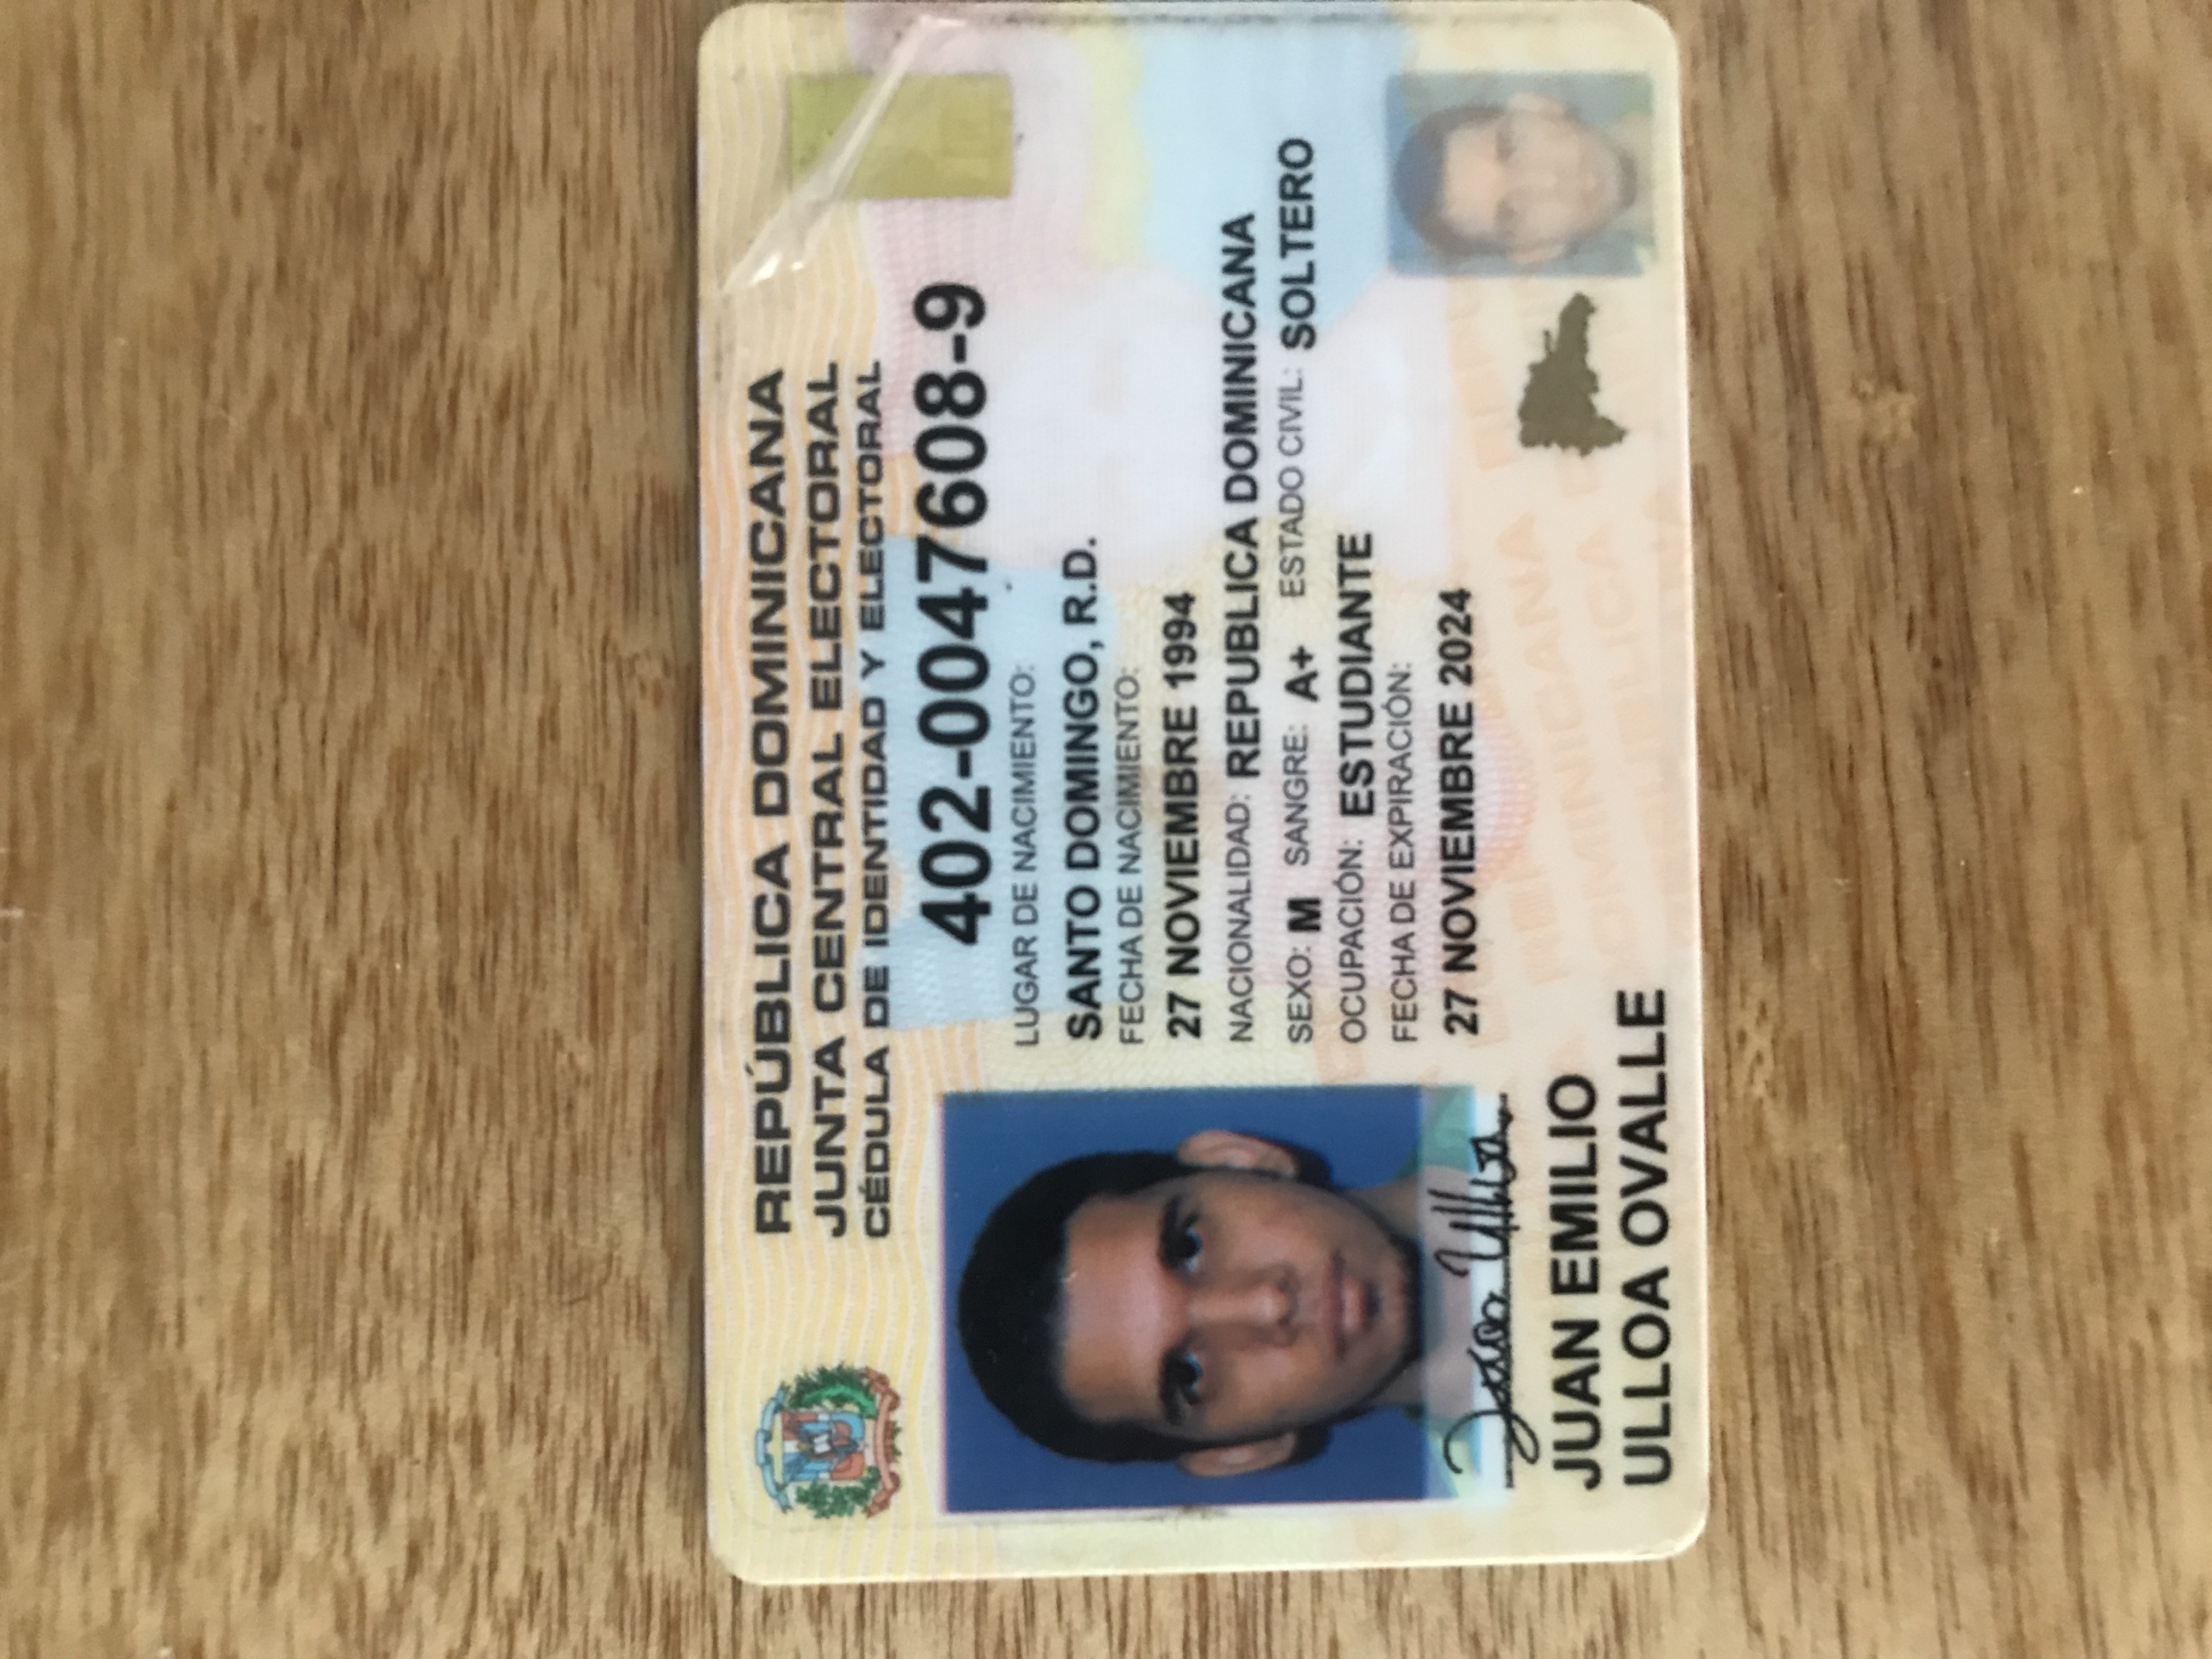 REPÚBLICA DOMINICANA
JUNTA CENTRAL ELECTORAL
CÉDULA DE IDENTIDAD Y ELECTORAL
402-0047608-9
LUGAR DE NACIMIENTO:
SANTO DOMINGO, R.D.
FECHA DE NACIMIENTO:
27 NOVIEMBRE 1994
NACIONALIDAD: REPUBLICA DOMINICANA
SEXO: M SANGRE: A+ ESTADO CIVIL: SOLTERO
OCUPACIÓN: ESTUDIANTE
FECHA DE EXPIRACIÓN:
27 NOVIEMBRE 2024
JUAN EMILIO
ULLOA OVALLE